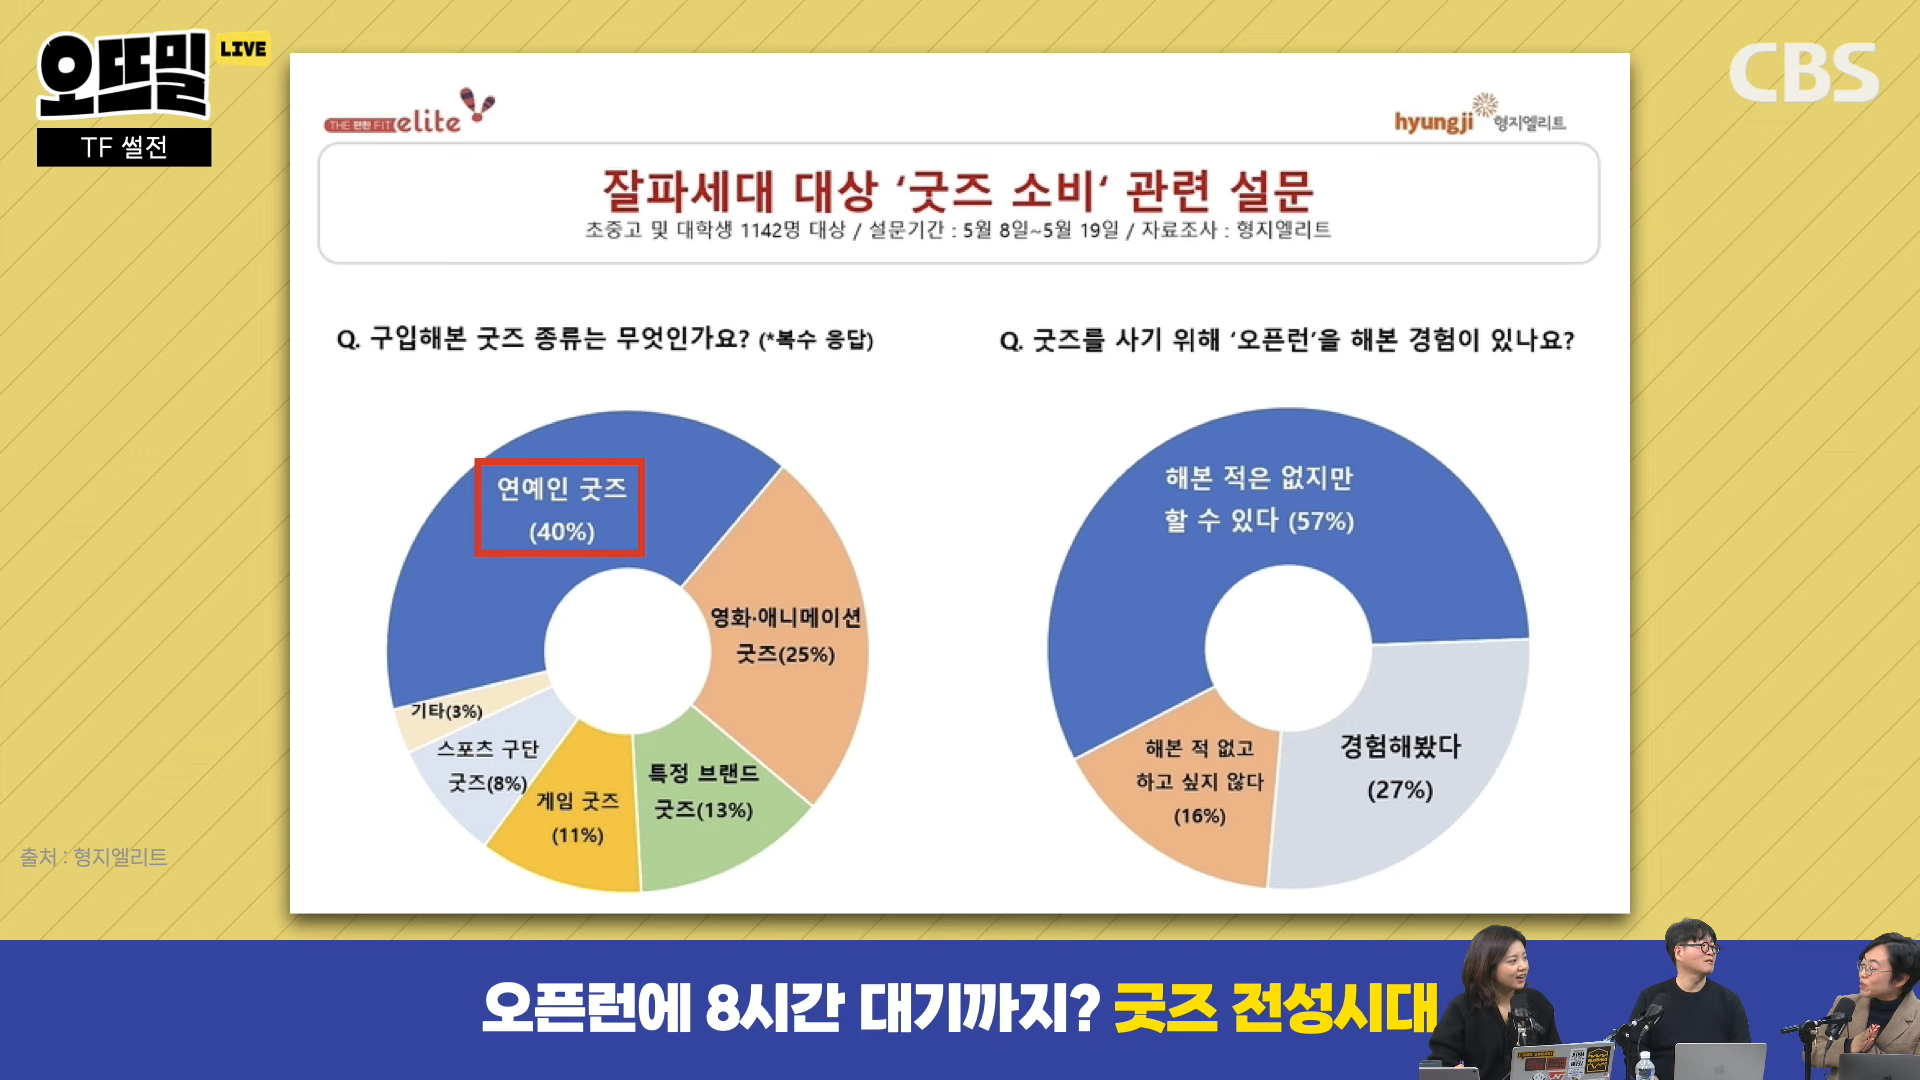 오뜨밀
LIVE
TF 썰전
CBS
THE 편한 FIT elite
hyungji 형지엘리트
잘파세대 대상 ‘굿즈 소비‘ 관련 설문
초중고 및 대학생 1142명 대상 / 설문기간 : 5월 8일~5월 19일 / 자료조사 : 형지엘리트
Q. 구입해본 굿즈 종류는 무엇인가요? (*복수 응답)
연예인 굿즈
(40%)
영화·애니메이션
굿즈(25%)
특정 브랜드
굿즈(13%)
게임 굿즈
(11%)
스포츠 구단
굿즈(8%)
기타(3%)
Q. 굿즈를 사기 위해 ‘오픈런’을 해본 경험이 있나요?
해본 적은 없지만
할 수 있다 (57%)
경험해봤다
(27%)
해본 적 없고
하고 싶지 않다
(16%)
출처 : 형지엘리트
오픈런에 8시간 대기까지? 굿즈 전성시대